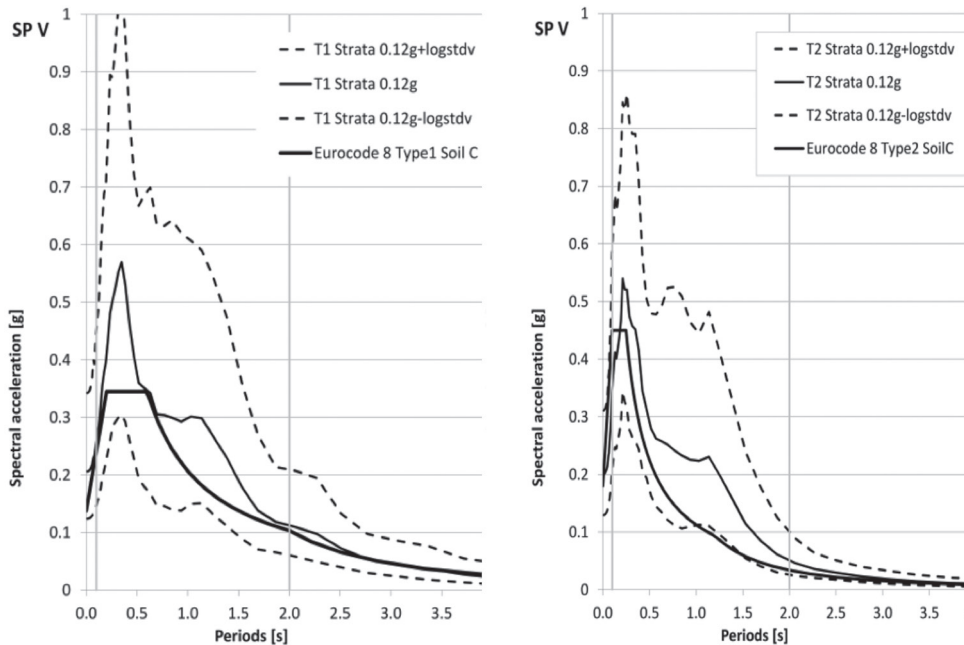 SP V
Spectral acceleration [g]
1
0.9
0.8
0.7
0.6
0.5
0.4
0.3
0.2
0.1
0
T1 Strata 0.12g+logstdv
T1 Strata 0.12g
T1 Strata 0.12g-logstdv
Eurocode 8 Type1 Soil C
0.0 0.5 1.0 1.5 2.0 2.5 3.0 3.5
Periods [s]
SP V
Spectral acceleration [g]
1
0.9
0.8
0.7
0.6
0.5
0.4
0.3
0.2
0.1
0
T2 Strata 0.12g+logstdv
T2 Strata 0.12g
T2 Strata 0.12g-logstdv
Eurocode 8 Type2 SoilC
0.0 0.5 1.0 1.5 2.0 2.5 3.0 3.5
Periods [s]